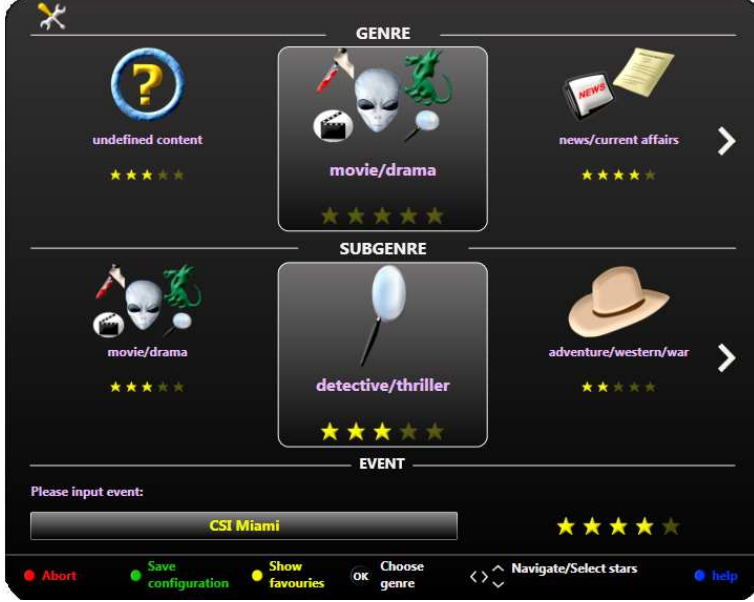 GENRE
?
NEWS
undefined content
movie/drama
news/current affairs
SUBGENRE
movie/drama
detective/thriller
adventure/western/war
EVENT
Please input event:
CSI Miami
Abort
Save
configuration
Show
favouries
OK
Choose
genre
Navigate/Select stars
help